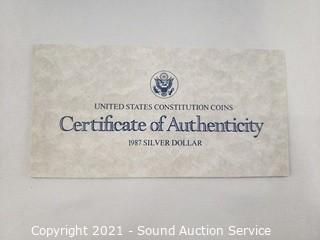 UNITED STATES CONSTITUTION COINS
Certificate of Authenticity
1987 SILVER DOLLAR
Copyright 2021 - Sound Auction Service